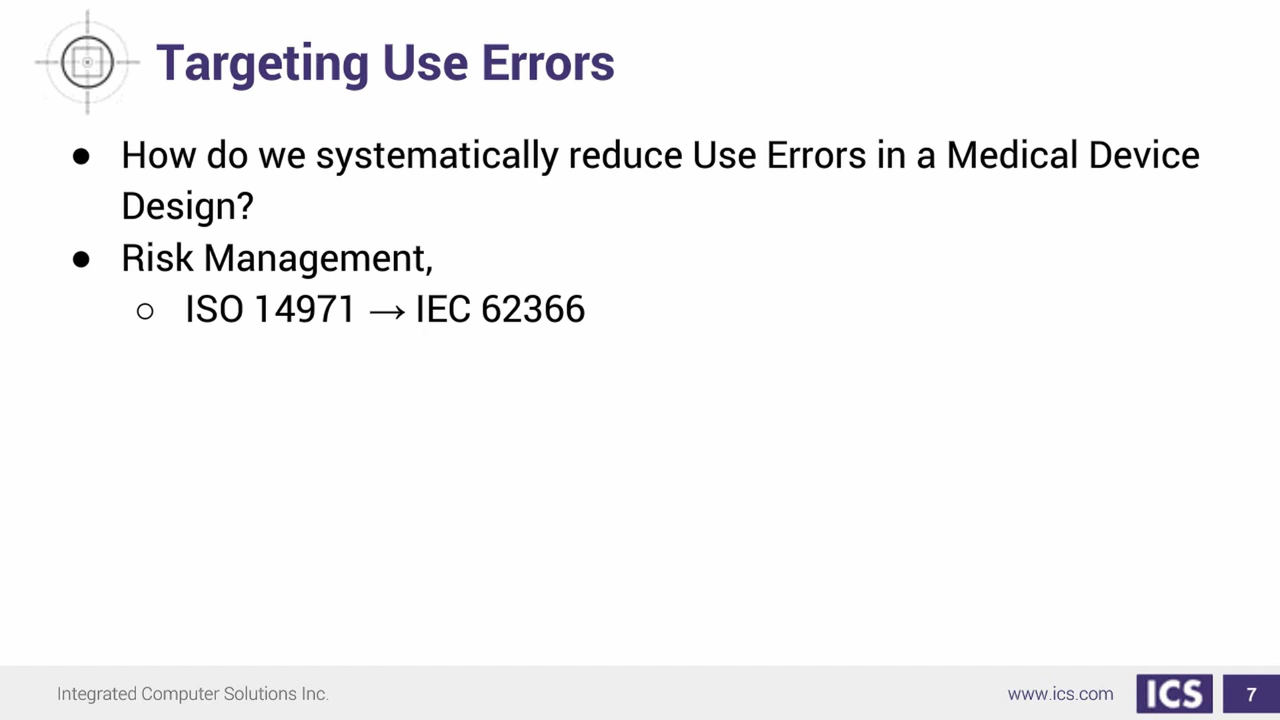 Targeting Use Errors
● How do we systematically reduce Use Errors in a Medical Device
Design?
● Risk Management,
○ ISO 14971 → IEC 62366
Integrated Computer Solutions Inc.
www.ics.com
ICS
7